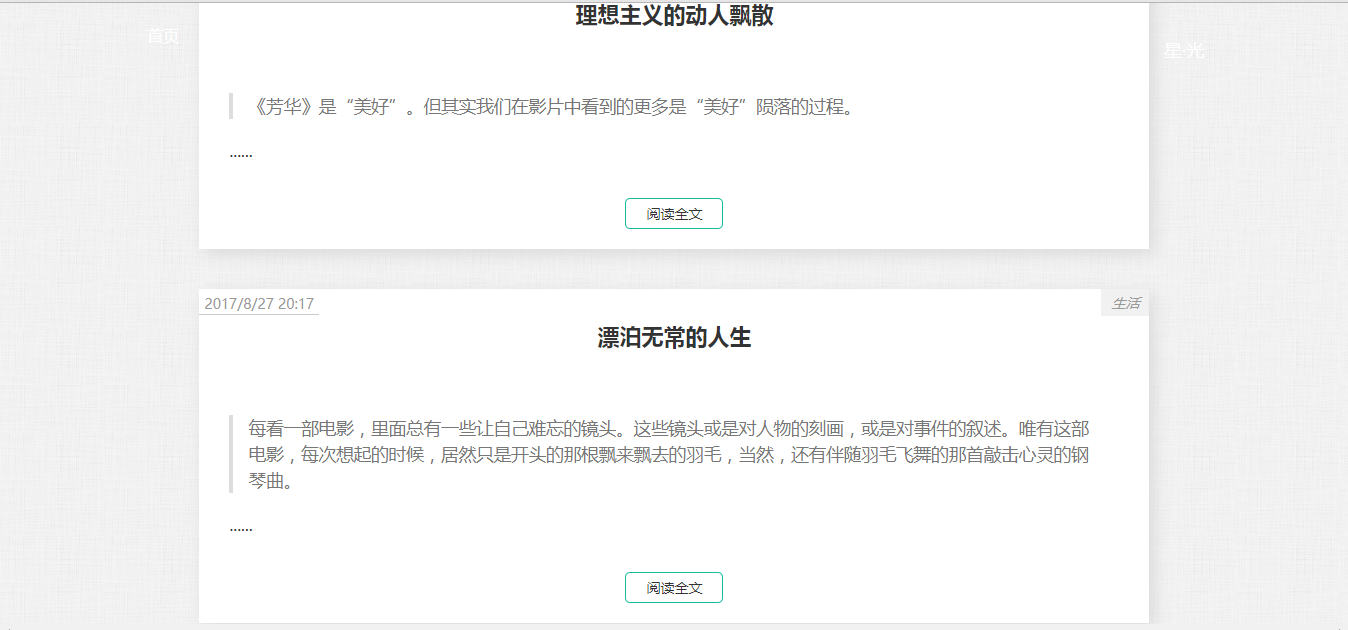 理想主义的动人飘散
首页
星·光
《芳华》是“美好”。但其实我们在影片中看到的更多是“美好”陨落的过程。
......
阅读全文
2017/8/27 20:17
生活
漂泊无常的人生
每看一部电影，里面总有一些让自己难忘的镜头。这些镜头或是对人物的刻画，或是对事件的叙述。唯有这部
电影，每次想起的时候，居然只是开头的那根飘来飘去的羽毛，当然，还有伴随羽毛飞舞的那首敲击心灵的钢
琴曲。
......
阅读全文